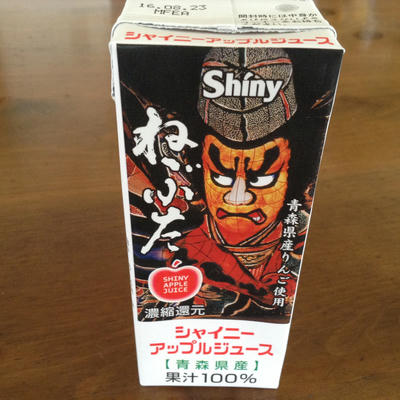 16.08.23
MFEA
開封時には中身が
シャイニーアップルジュース
Shiny
ねぶた
青森県産りんご使用
SHINY
APPLE
JUICE
濃縮還元
シャイニー
アップルジュース
【青森県産】
果汁100%